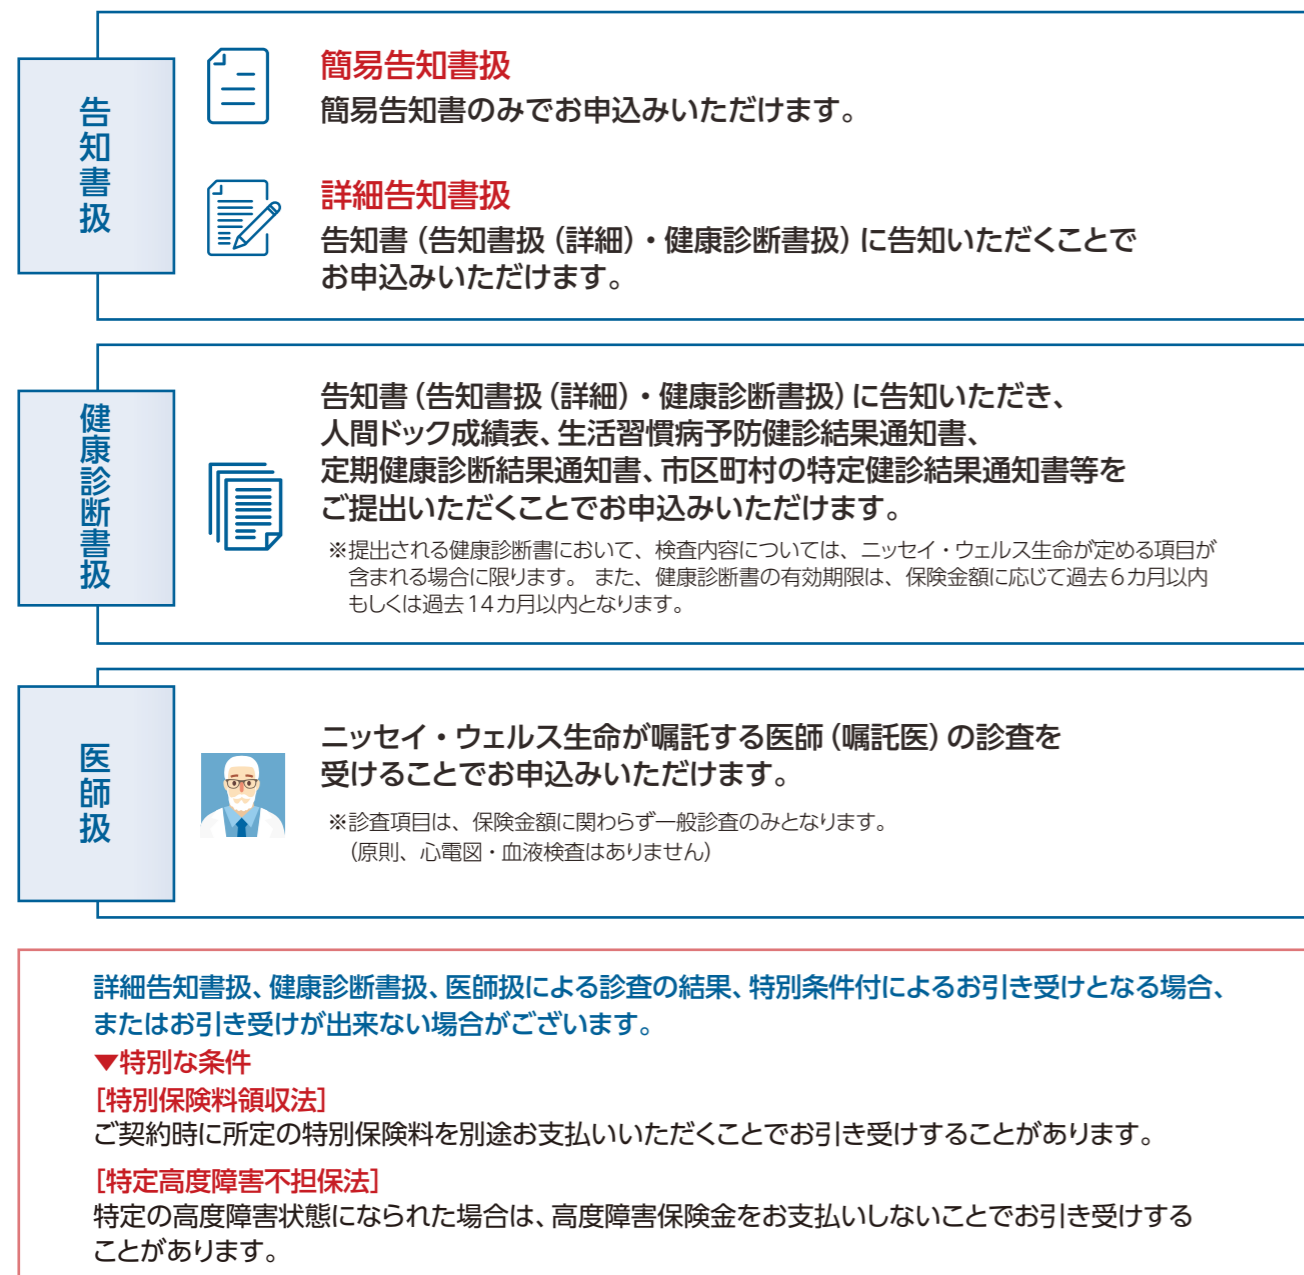 告知書扱
簡易告知書扱
簡易告知書のみでお申込みいただけます。
詳細告知書扱
告知書（告知書扱（詳細）・健康診断書扱）に告知いただくことで
お申込みいただけます。
健康診断書扱
告知書（告知書扱（詳細）・健康診断書扱）に告知いただき、
人間ドック成績表、生活習慣病予防健診結果通知書、
定期健康診断結果通知書、市区町村の特定健診結果通知書等を
ご提出いただくことでお申込みいただけます。
※提出される健康診断書において、検査内容については、ニッセイ・ウェルス生命が定める項目が
含まれる場合に限ります。 また、健康診断書の有効期限は、保険金額に応じて過去6カ月以内
もしくは過去14カ月以内となります。
医師扱
ニッセイ・ウェルス生命が嘱託する医師（嘱託医）の診査を
受けることでお申込みいただけます。
※診査項目は、保険金額に関わらず一般診査のみとなります。
（原則、心電図・血液検査はありません）
詳細告知書扱、健康診断書扱、医師扱による診査の結果、特別条件付によるお引き受けとなる場合、
またはお引き受けが出来ない場合がございます。
▼特別な条件
［特別保険料領収法］
ご契約時に所定の特別保険料を別途お支払いいただくことでお引き受けすることがあります。
［特定高度障害不担保法］
特定の高度障害状態になられた場合は、高度障害保険金をお支払いしないことでお引き受けする
ことがあります。